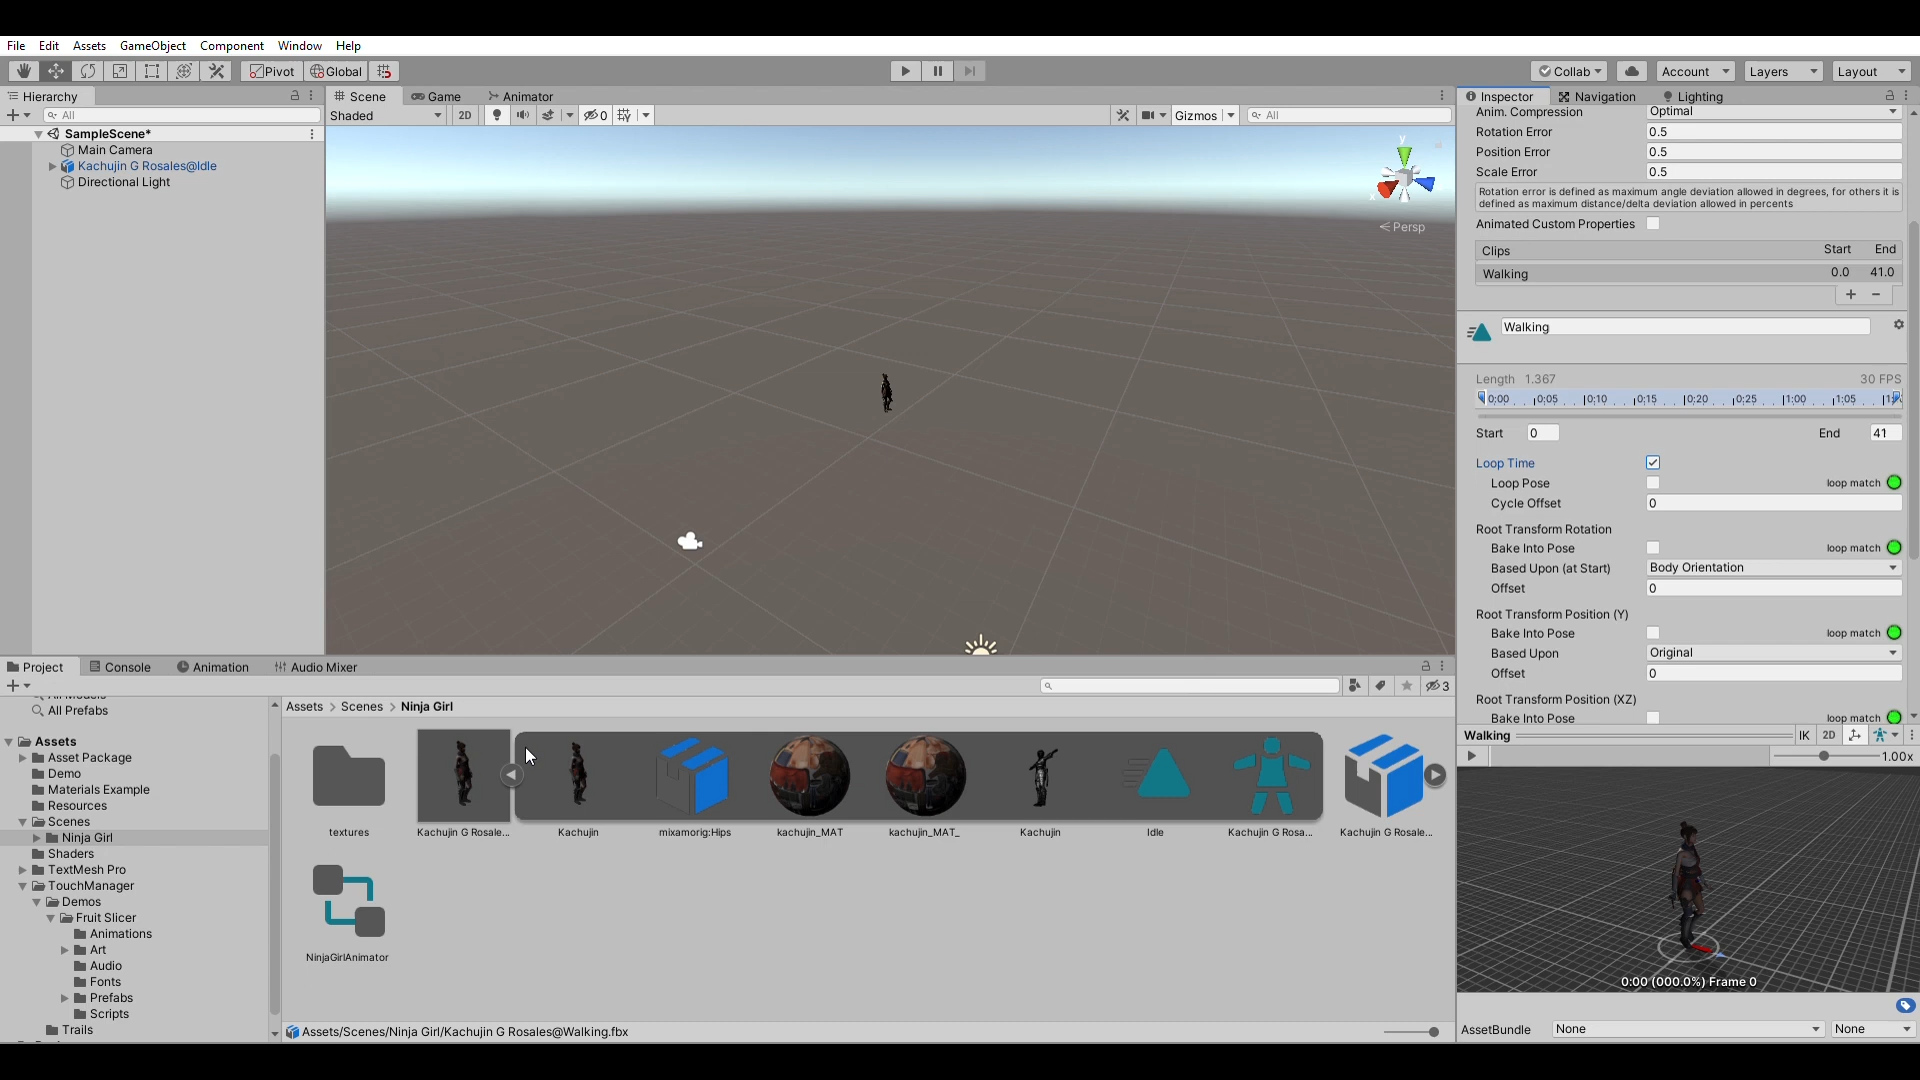 File Edit Assets GameObject Component Window Help
Pivot Global Collab Account Layers Layout
Hierarchy
All
SampleScene*
Main Camera
Kachujin G Rosales@Idle
Directional Light
Scene Game Animator
Shaded 2D 0 Gizmos All
y
x
Persp
Inspector Navigation Lighting
Anim. Compression Optimal
Rotation Error 0.5
Position Error 0.5
Scale Error 0.5
Rotation error is defined as maximum angle deviation allowed in degrees, for others it is
defined as maximum distance/delta deviation allowed in percents
Animated Custom Properties
Clips Start End
Walking 0.0 41.0
Walking
Length 1.367 30 FPS
0:00 0:05 0:10 0:15 0:20 0:25 1:00 1:05
Start 0 End 41
Loop Time
Loop Pose loop match
Cycle Offset 0
Root Transform Rotation
Bake Into Pose loop match
Based Upon (at Start) Body Orientation
Offset 0
Root Transform Position (Y)
Bake Into Pose loop match
Based Upon Original
Offset 0
Root Transform Position (XZ)
Bake Into Pose loop match
Walking IK 2D
1.00x
0:00 (000.0%) Frame 0
AssetBundle None None
Project Console Animation Audio Mixer
3
All Prefabs
Assets
Asset Package
Demo
Materials Example
Resources
Scenes
Ninja Girl
Shaders
TextMesh Pro
TouchManager
Demos
Fruit Slicer
Animations
Art
Audio
Fonts
Prefabs
Scripts
Trails
Assets > Scenes > Ninja Girl
textures Kachujin G Rosale... Kachujin mixamorig:Hips kachujin_MAT kachujin_MAT_ Kachujin Idle Kachujin G Rosa... Kachujin G Rosale...
NinjaGirlAnimator
Assets/Scenes/Ninja Girl/Kachujin G Rosales@Walking.fbx